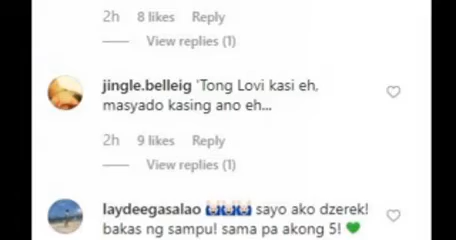 2h 8 likes Reply
View replies (1)
jingle.belleig 'Tong Lovi kasi eh,
masyado kasing ano eh...
2h 9 likes Reply
View replies (1)
laydeegasalao 🙌🙌🙌 sayo ako dzerek!
bakas ng sampu! sama pa akong 5! 💚